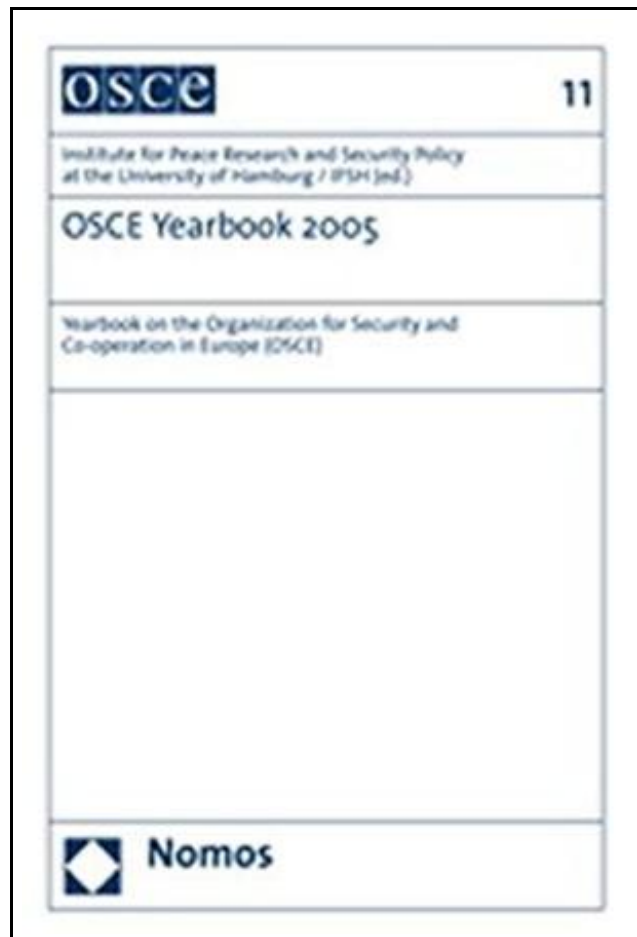 osce
11
Institute for Peace Research and Security Policy
at the University of Hamburg / IFSH (ed.)
OSCE Yearbook 2005
Yearbook on the Organization for Security and
Co-operation in Europe (OSCE)
Nomos